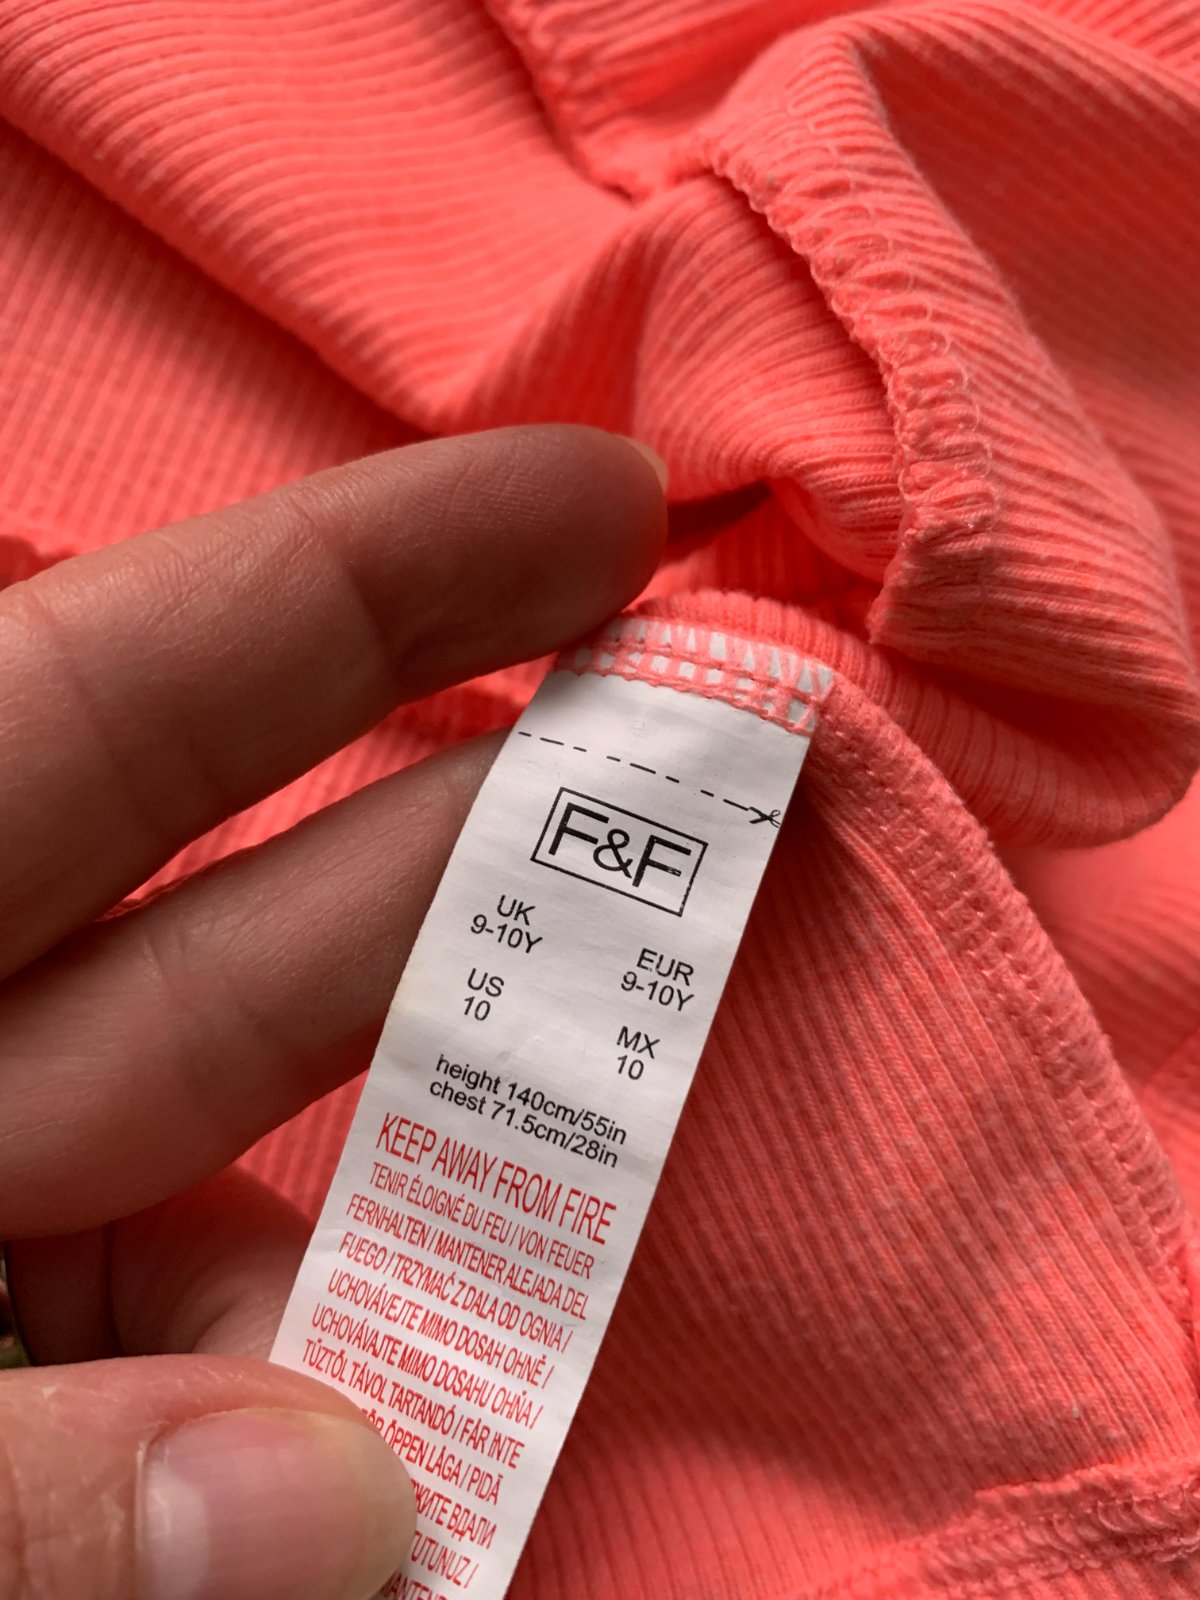 F&F
UK
9-10Y
EUR
9-10Y
US
10
MX
10
height 140cm/55in
chest 71.5cm/28in
KEEP AWAY FROM FIRE
TENIR ÉLOIGNÉ DU FEU / VON FEUER
FERNHALTEN / MANTENER ALEJADA DEL
FUEGO / TRZYMAĆ Z DALA OD OGNIA /
UCHOVÁVEJTE MIMO DOSAH OHNĚ /
UCHOVÁVAJTE MIMO DOSAHU OHŇA /
TŰZTŐL TÁVOL TARTANDÓ / FÅR INTE
ÖPPEN LÅGA / PIDÄ
ВДАЛИ